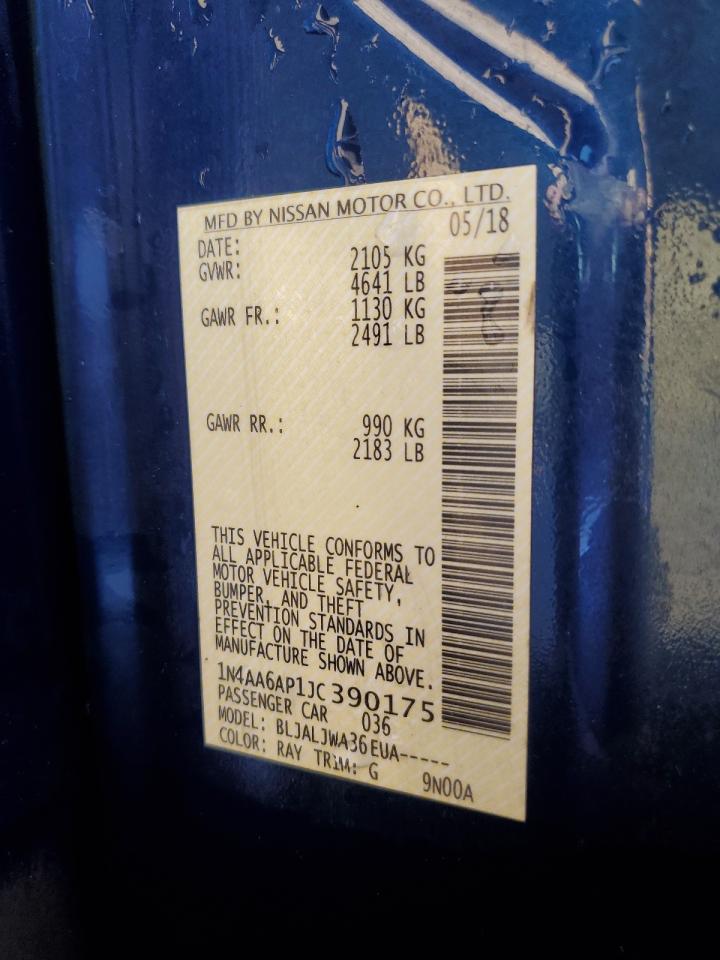 MFD BY NISSAN MOTOR CO., LTD.
DATE: 05/18
GVWR: 2105 KG
4641 LB
GAWR FR.: 1130 KG
2491 LB
GAWR RR.: 990 KG
2183 LB
THIS VEHICLE CONFORMS TO
ALL APPLICABLE FEDERAL
MOTOR VEHICLE SAFETY,
BUMPER, AND THEFT
PREVENTION STANDARDS IN
EFFECT ON THE DATE OF
MANUFACTURE SHOWN ABOVE.
1N4AA6AP1JC390175
PASSENGER CAR 036
MODEL: BLJALJWA36EUA-----
COLOR: RAY TRIM: G 9N00A